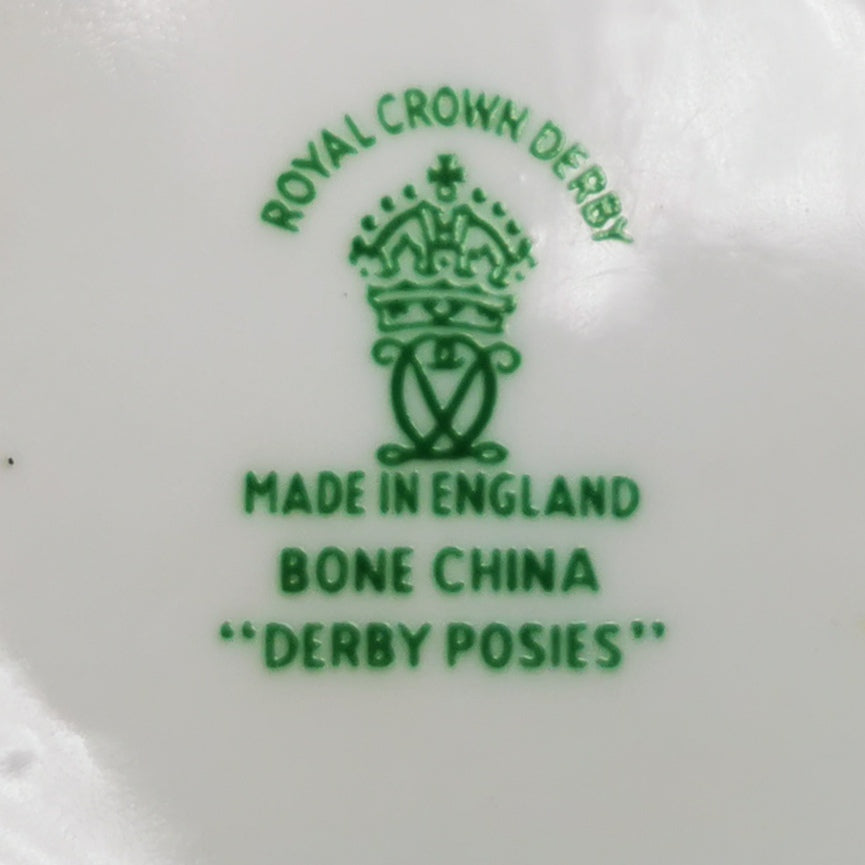 ROYAL CROWN DERBY
MADE IN ENGLAND
BONE CHINA
“DERBY POSIES”